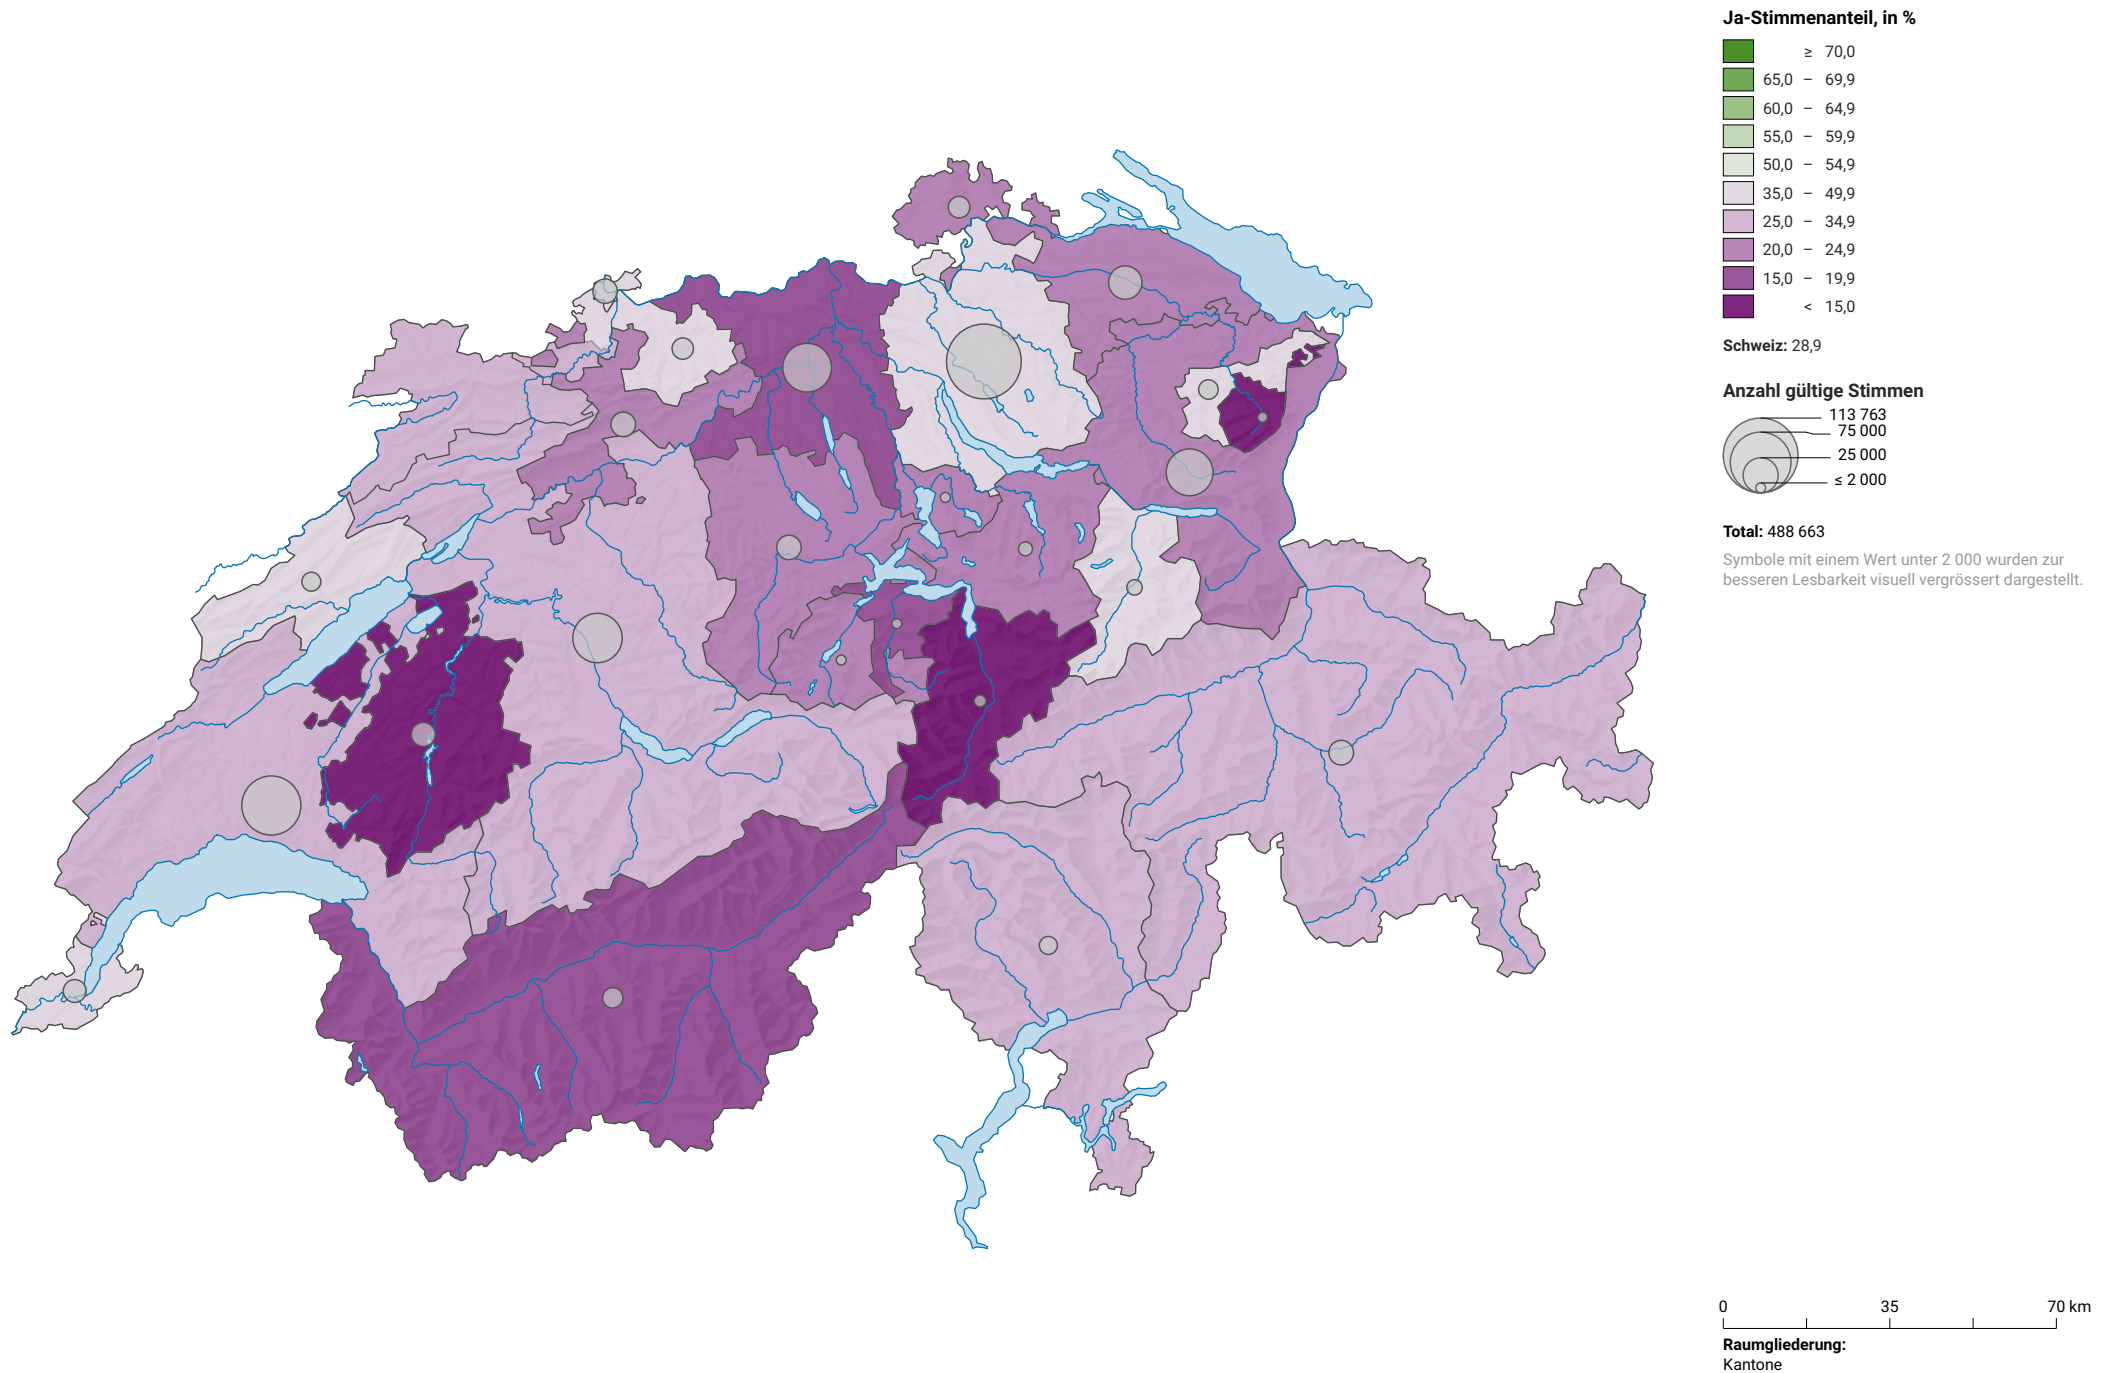 Ja-Stimmenanteil, in %
≥ 70,0
65,0 – 69,9
60,0 – 64,9
55,0 – 59,9
50,0 – 54,9
35,0 – 49,9
25,0 – 34,9
20,0 – 24,9
15,0 – 19,9
< 15,0
Schweiz: 28,9
Anzahl gültige Stimmen
113 763
75 000
25 000
≤ 2 000
Total: 488 663
Symbole mit einem Wert unter 2 000 wurden zur
besseren Lesbarkeit visuell vergrössert dargestellt.
0 35 70 km
Raumgliederung:
Kantone